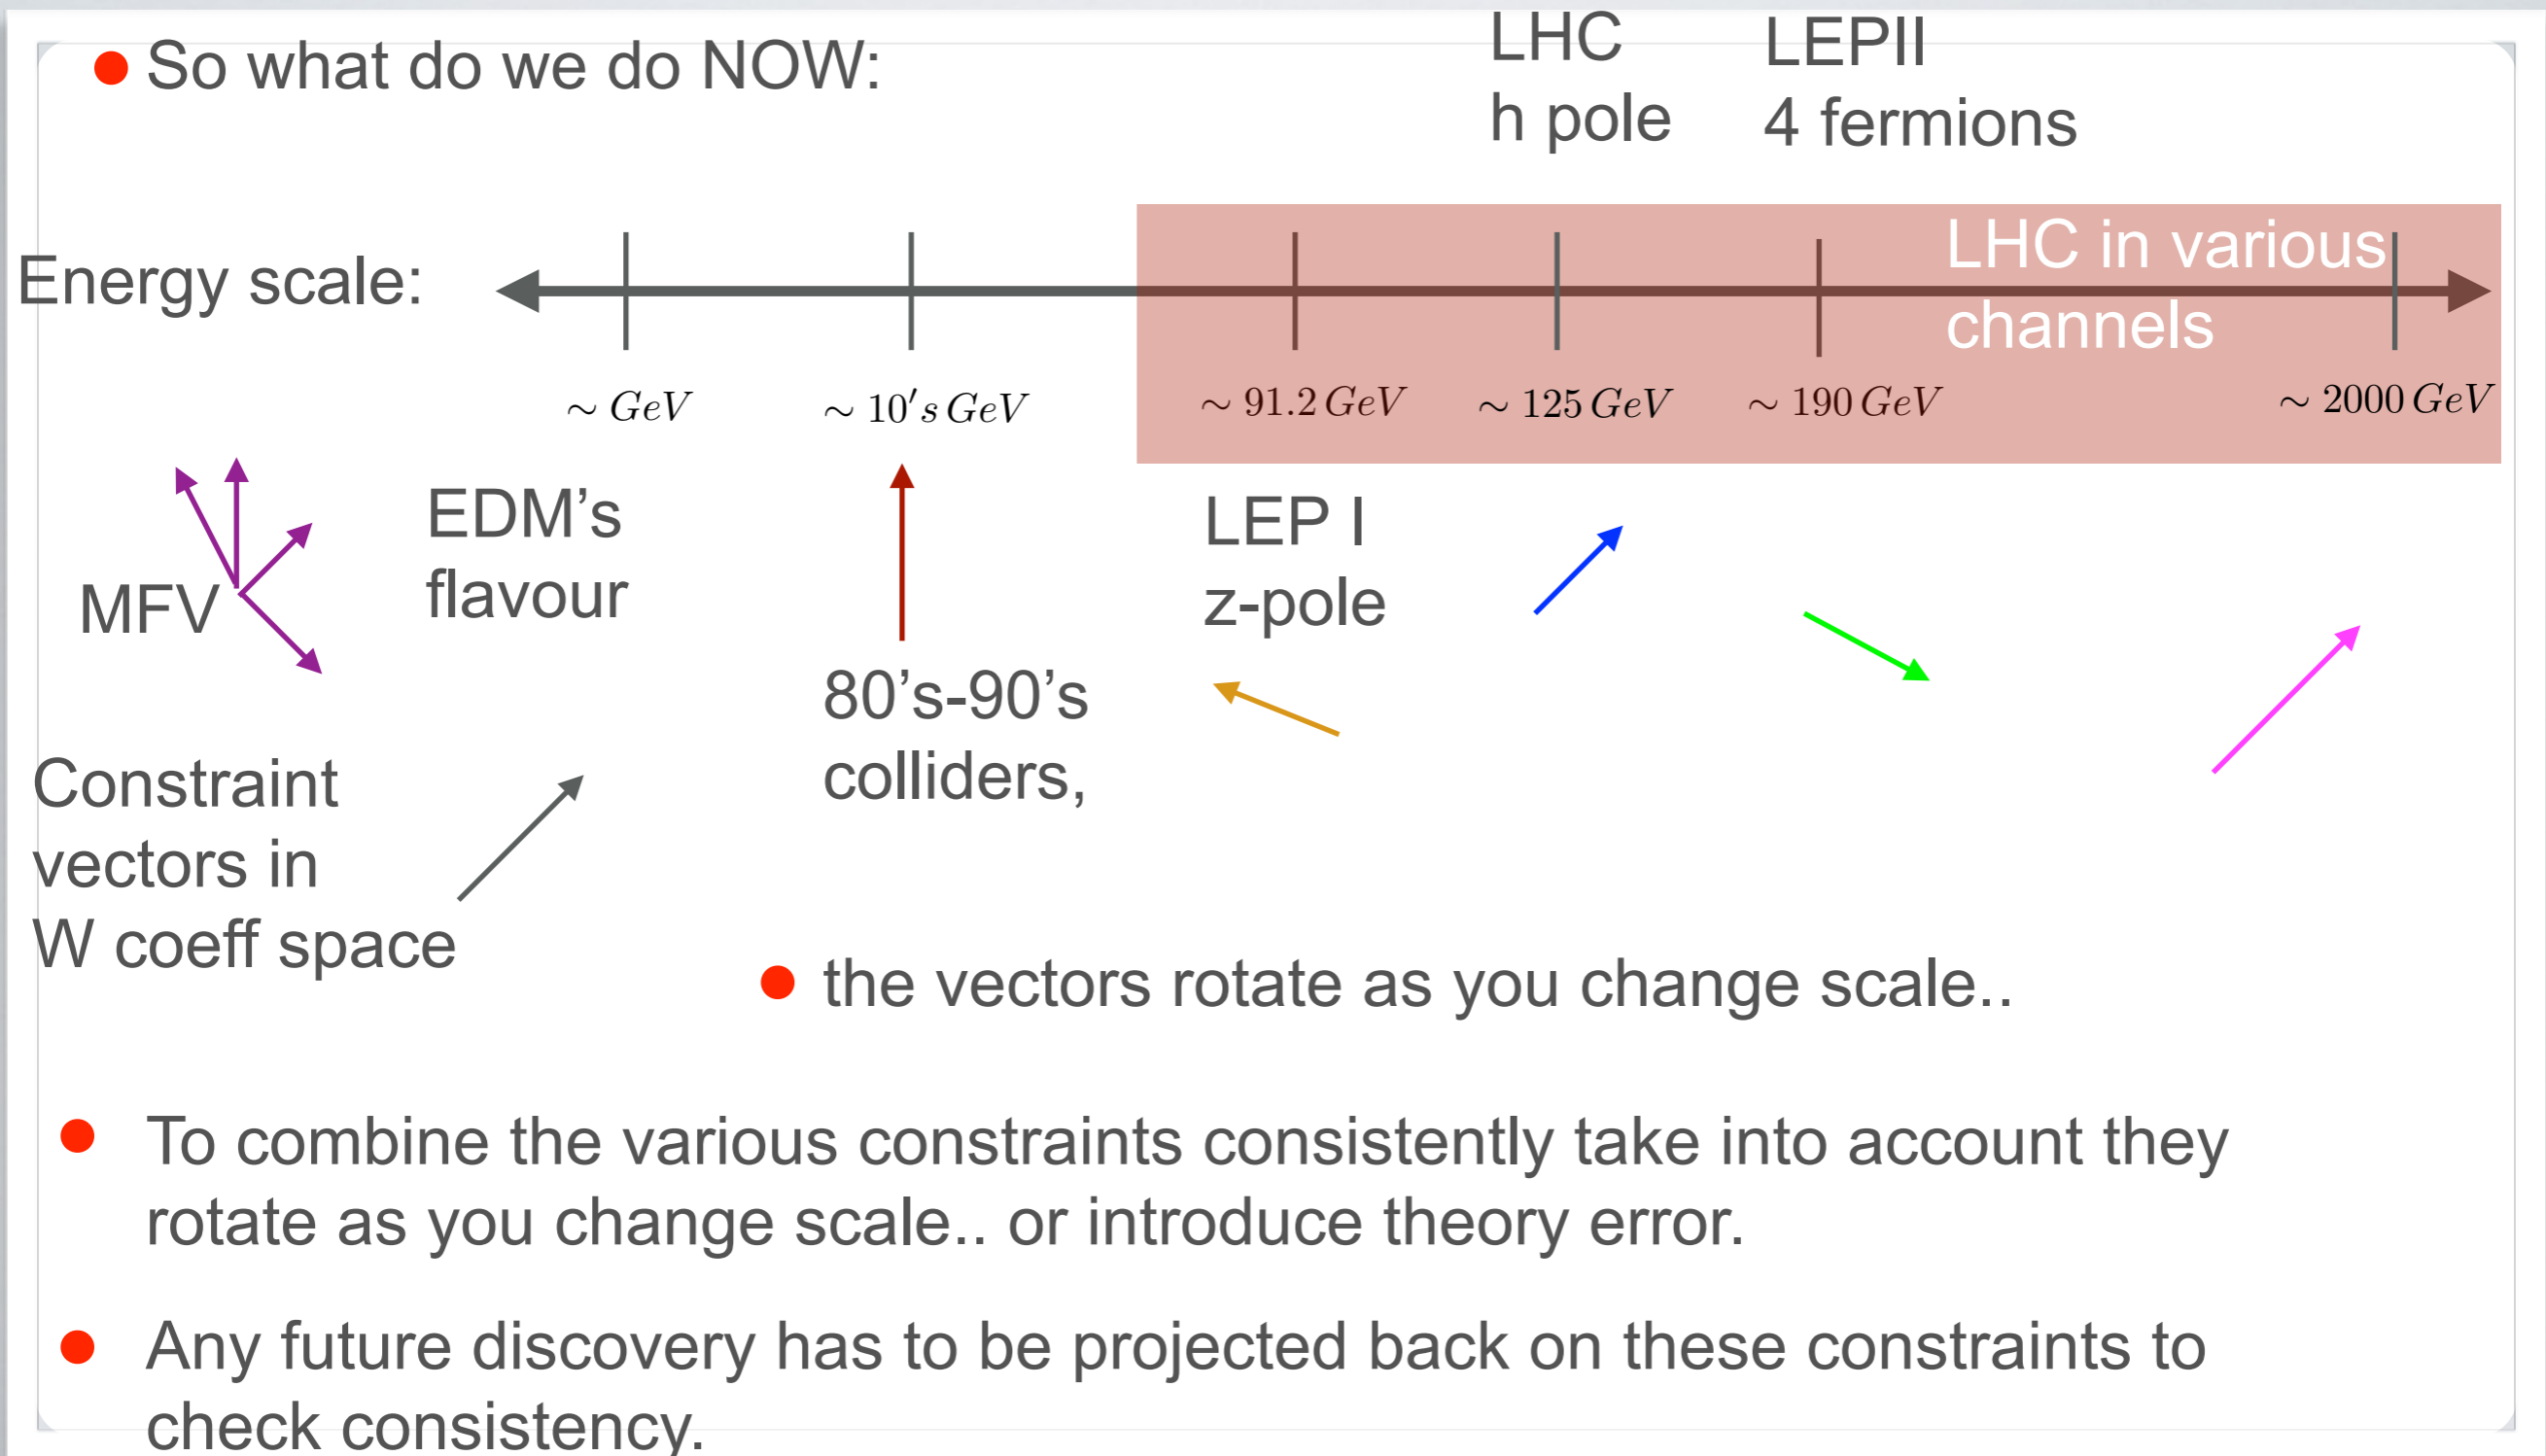 So what do we do NOW:
LHC
h pole
LEPII
4 fermions
Energy scale:
LHC in various
channels
~ GeV
~ 10's GeV
~ 91.2 GeV
~ 125 GeV
~ 190 GeV
~ 2000 GeV
MFV
EDM’s
flavour
LEP I
z-pole
80’s-90’s
colliders,
Constraint
vectors in
W coeff space
the vectors rotate as you change scale..
To combine the various constraints consistently take into account they
rotate as you change scale.. or introduce theory error.
Any future discovery has to be projected back on these constraints to
check consistency.